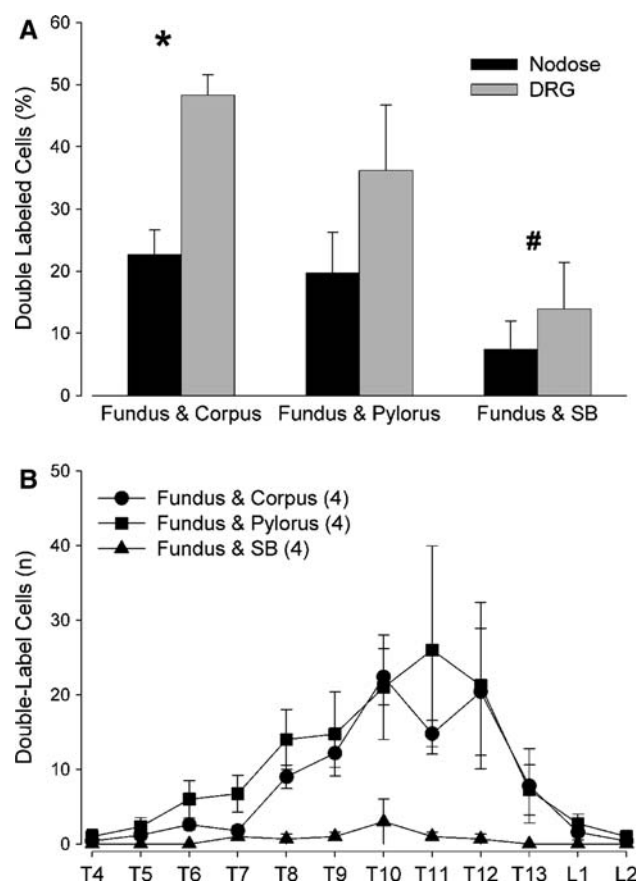 A
60
50
40
30
20
10
0
Double Labeled Cells (%)
*
#
Nodose
DRG
Fundus & Corpus Fundus & Pylorus Fundus & SB
B
50
40
30
20
10
0
Double-Label Cells (n)
Fundus & Corpus (4)
Fundus & Pylorus (4)
Fundus & SB (4)
T4 T5 T6 T7 T8 T9 T10 T11 T12 T13 L1 L2